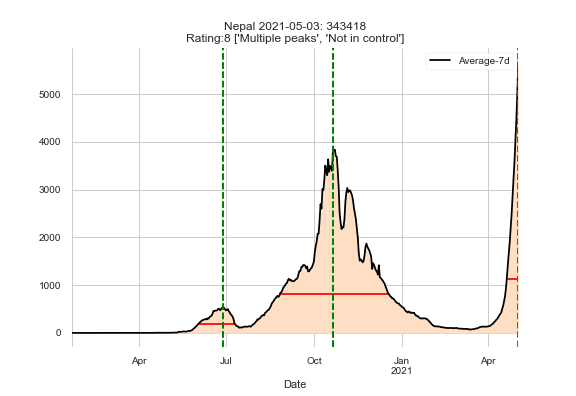 Nepal 2021-05-03: 343418
Rating:8 ['Multiple peaks', 'Not in control']
Average-7d
5000
4000
3000
2000
1000
0
Apr Jul Oct Jan Apr
2021
Date